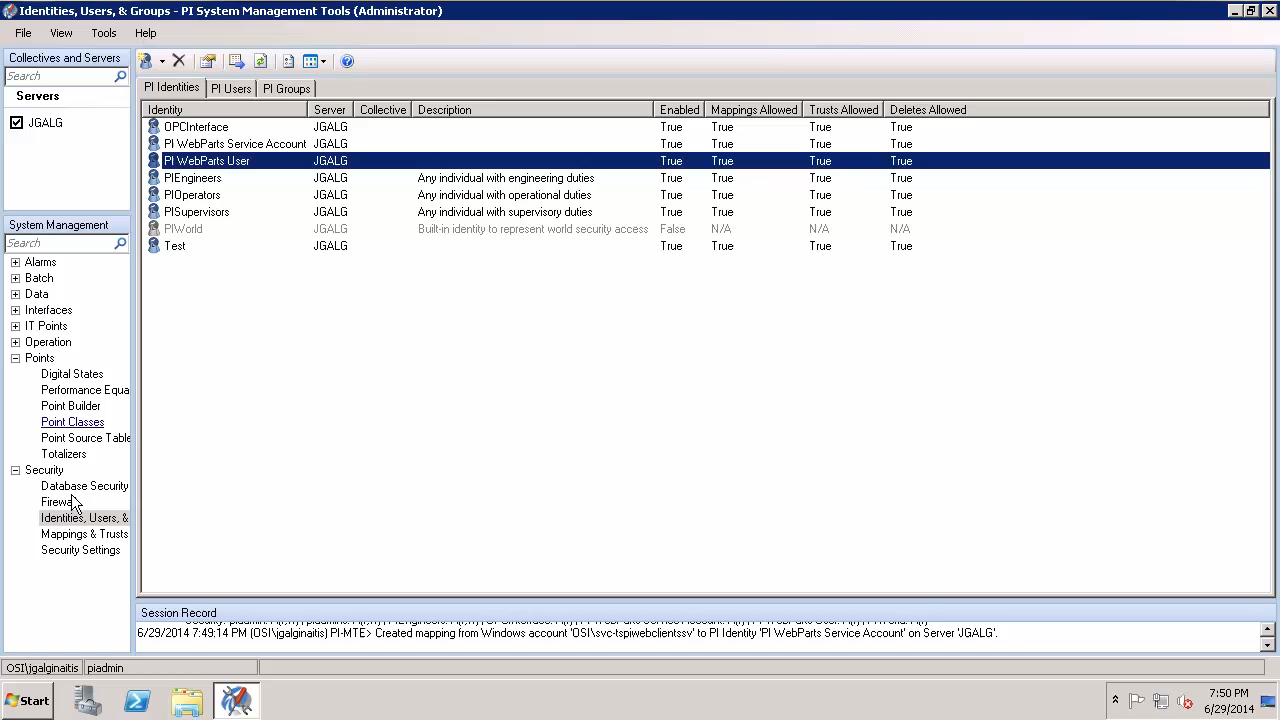 Identities, Users, & Groups - PI System Management Tools (Administrator)
File View Tools Help
Collectives and Servers
Search
Servers
JGALG
System Management
Search
Alarms
Batch
Data
Interfaces
IT Points
Operation
Points
Digital States
Performance Equa
Point Builder
Point Classes
Point Source Table
Totalizers
Security
Database Security
Firewa
Identities, Users, &
Mappings & Trusts
Security Settings
PI Identities PI Users PI Groups
Identity Server Collective Description Enabled Mappings Allowed Trusts Allowed Deletes Allowed
OPCInterface JGALG True True True True
PI WebParts Service Account JGALG True True True True
PI WebParts User JGALG True True True True
PIEngineers JGALG Any individual with engineering duties True True True True
PIOperators JGALG Any individual with operational duties True True True True
PISupervisors JGALG Any individual with supervisory duties True True True True
PIWorld JGALG Built-in identity to represent world security access False N/A N/A N/A
Test JGALG True True True True
Session Record
6/29/2014 7:49:14 PM (OSI\jgalginaitis) PI-MTE> Created mapping from Windows account 'OSI\svc-tspiwebclientssv' to PI Identity 'PI WebParts Service Account' on Server 'JGALG'.
OSI\jgalginaitis piadmin
Start
7:50 PM
6/29/2014